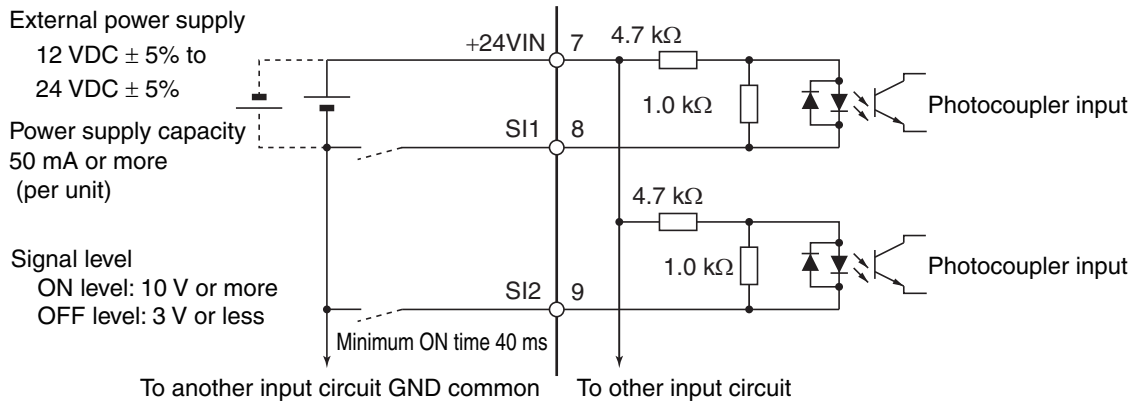 External power supply
12 VDC ± 5% to
24 VDC ± 5%
Power supply capacity
50 mA or more
(per unit)
Signal level
ON level: 10 V or more
OFF level: 3 V or less
+24VIN
7
4.7 kΩ
1.0 kΩ
Photocoupler input
SI1
8
4.7 kΩ
1.0 kΩ
Photocoupler input
SI2
9
Minimum ON time 40 ms
To another input circuit GND common
To other input circuit